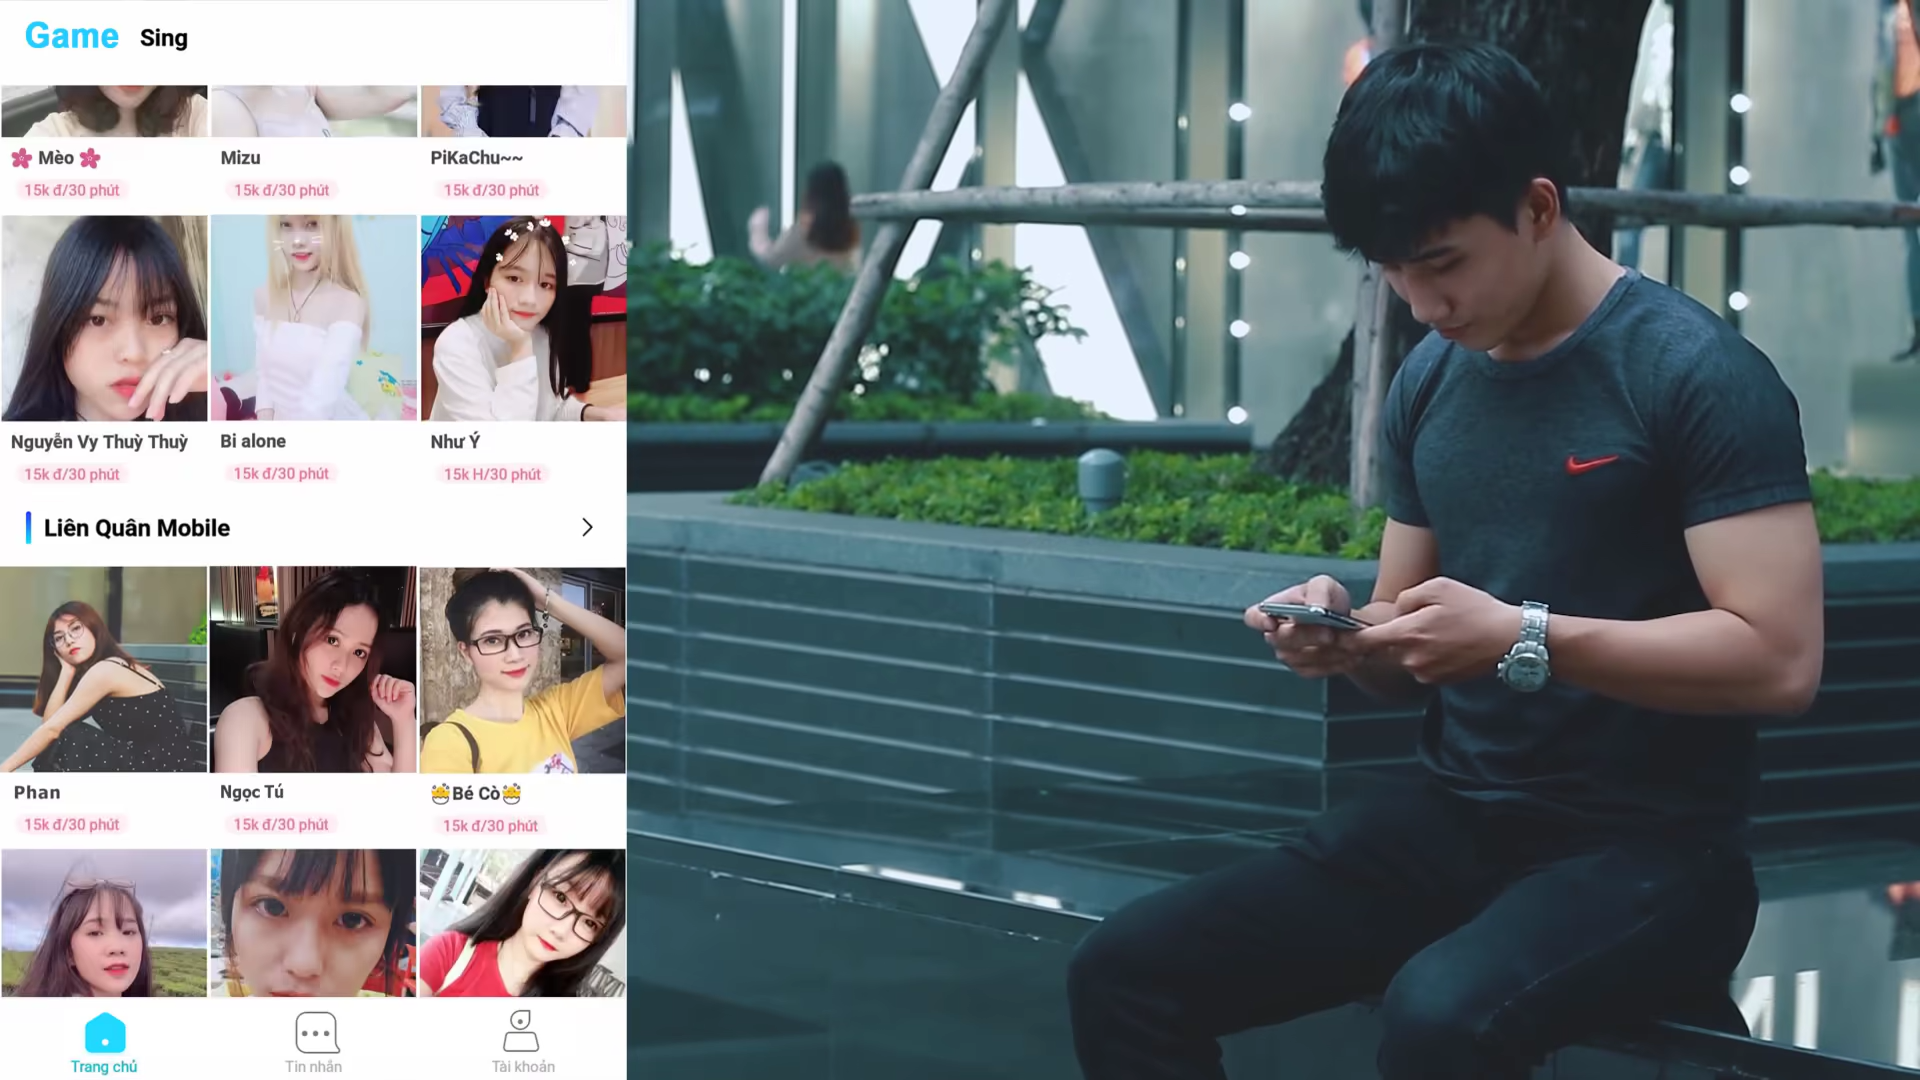 Game Sing
Mèo
Mizu
PiKaChu~~
15k đ/30 phút
15k đ/30 phút
15k đ/30 phút
Nguyễn Vy Thuỳ Thuỳ
Bi alone
Như Ý
15k đ/30 phút
15k đ/30 phút
15k H/30 phút
Liên Quân Mobile
Phan
Ngọc Tú
Bé Cò
15k đ/30 phút
15k đ/30 phút
15k đ/30 phút
Trang chủ
Tin nhắn
Tài khoản